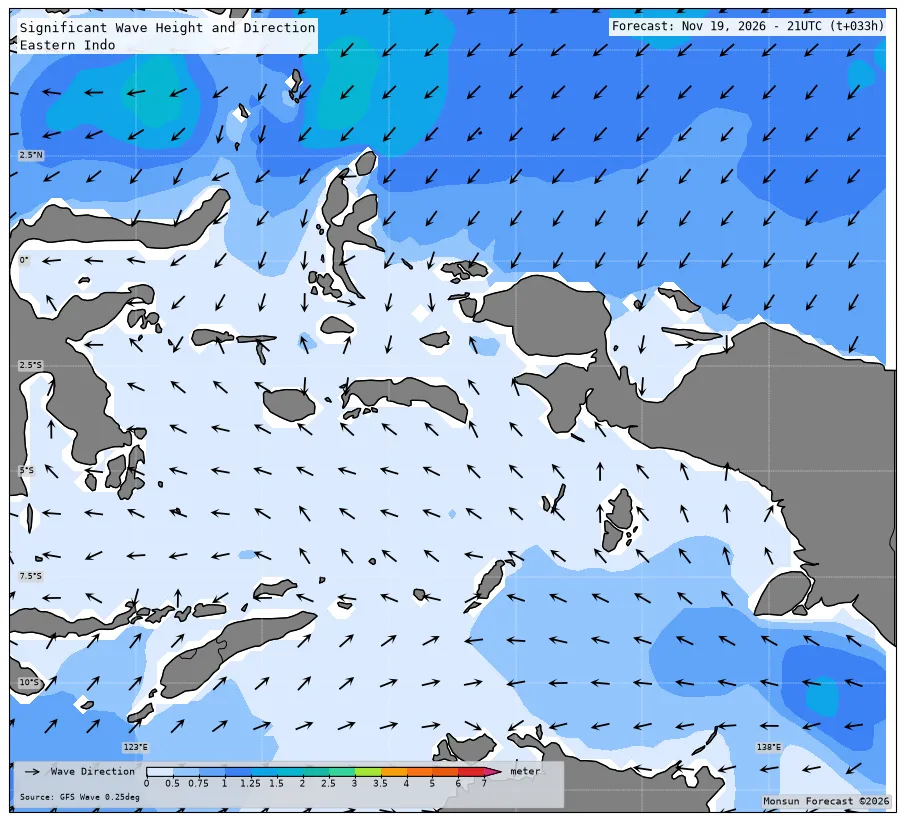 Significant Wave Height and Direction
Eastern Indo
Forecast: Nov 19, 2026 - 21UTC (t+033h)
2.5°N
0°
2.5°S
5°S
7.5°S
10°S
123°E
138°E
Wave Direction
meter
0 0.5 0.75 1 1.25 1.5 2 2.5 3 3.5 4 5 6 7
Source: GFS Wave 0.25deg
Monsun Forecast ©2026